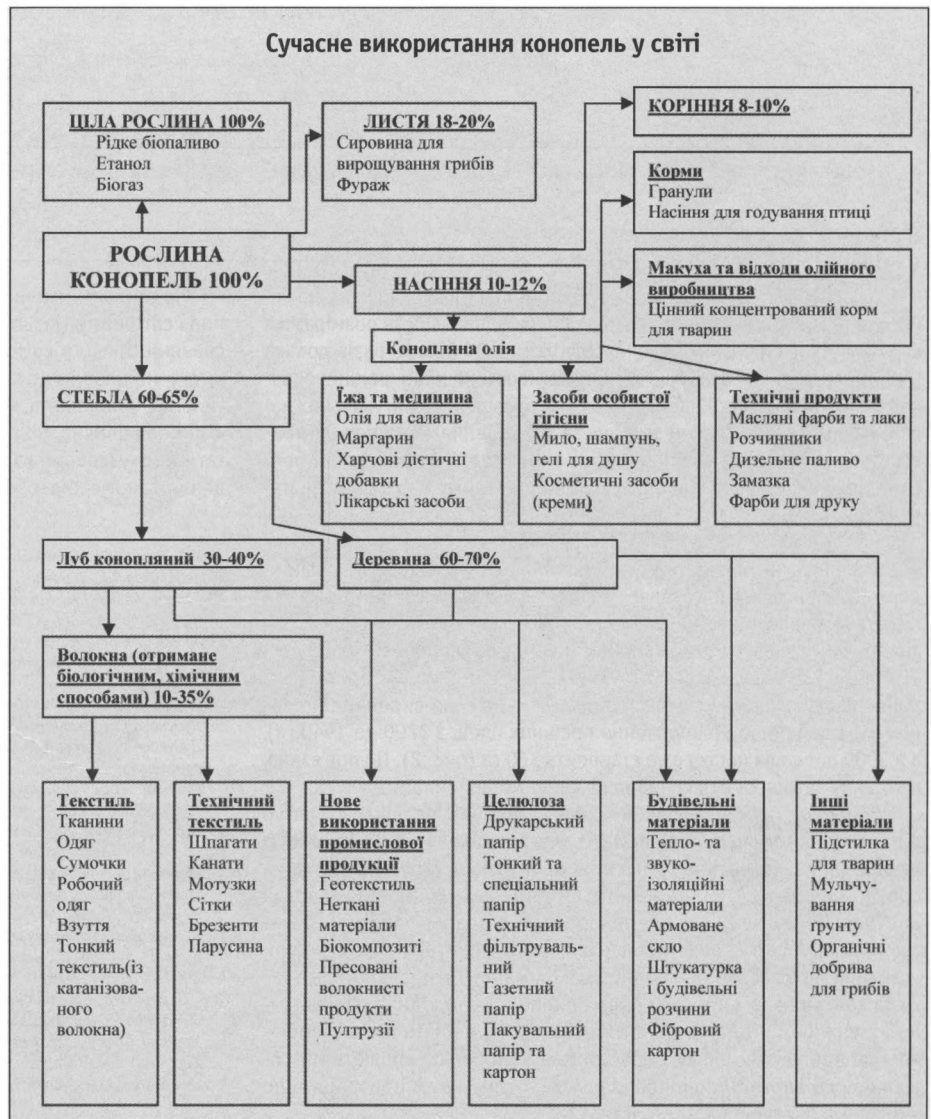 Сучасне використання конопель у світі
ЦІЛА РОСЛИНА 100%
Рідке біопаливо
Етанол
Біогаз
ЛИСТЯ 18-20%
Сировина для
вирощування грибів
Фураж
КОРІННЯ 8-10%
Корми
Гранули
Насіння для годування птиці
РОСЛИНА
КОНОПЕЛЬ 100%
НАСІННЯ 10-12%
Макуха та відходи олійного
виробництва
Цінний концентрований корм
для тварин
Конопляна олія
СТЕБЛА 60-65%
Їжа та медицина
Олія для салатів
Маргарин
Харчові дієтичні
добавки
Лікарські засоби
Засоби особистої
гігієни
Мило, шампунь,
гелі для душу
Косметичні засоби
(креми)
Технічні продукти
Масляні фарби та лаки
Розчинники
Дизельне паливо
Замазка
Фарби для друку
Луб конопляний 30-40%
Деревина 60-70%
Волокна (отримане
біологічним, хімічним
способами) 10-35%
Текстиль
Тканини
Одяг
Сумочки
Робочий
одяг
Взуття
Тонкий
текстиль(із
катанізова-
ного
волокна)
Технічний
текстиль
Шпагати
Канати
Мотузки
Сітки
Брезенти
Парусина
Нове
використання
промислової
продукції
Геотекстиль
Неткані
матеріали
Біокомпозиті
Пресовані
волокнисті
продукти
Пултрузії
Целюлоза
Друкарський
папір
Тонкий та
спеціальний
папір
Технічний
фільтруваль-
ний
Газетний
папір
Пакувальний
папір та
картон
Будівельні
матеріали
Тепло- та
звуко-
ізоляційні
матеріали
Армоване
скло
Штукатурка
і будівельні
розчини
Фібровий
картон
Інші
матеріали
Підстилка
для тварин
Мульчу-
вання
ґрунту
Органічні
добрива
для грибів